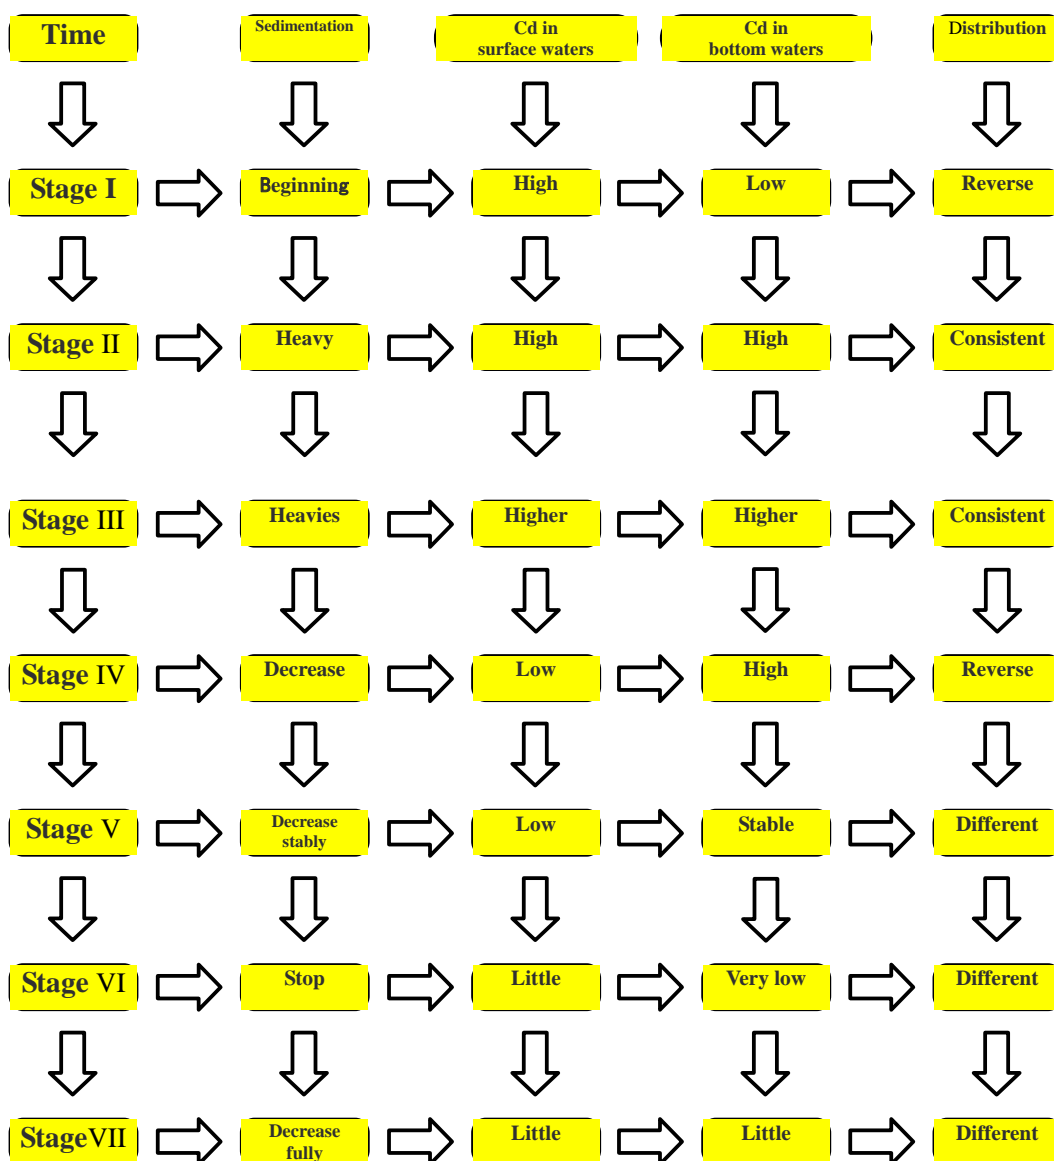 Time
Sedimentation
Cd in
surface waters
Cd in
bottom waters
Distribution
Stage I
Beginning
High
Low
Reverse
Stage II
Heavy
High
High
Consistent
Stage III
Heavies
Higher
Higher
Consistent
Stage IV
Decrease
Low
High
Reverse
Stage V
Decrease
stably
Low
Stable
Different
Stage VI
Stop
Little
Very low
Different
StageVII
Decrease
fully
Little
Little
Different